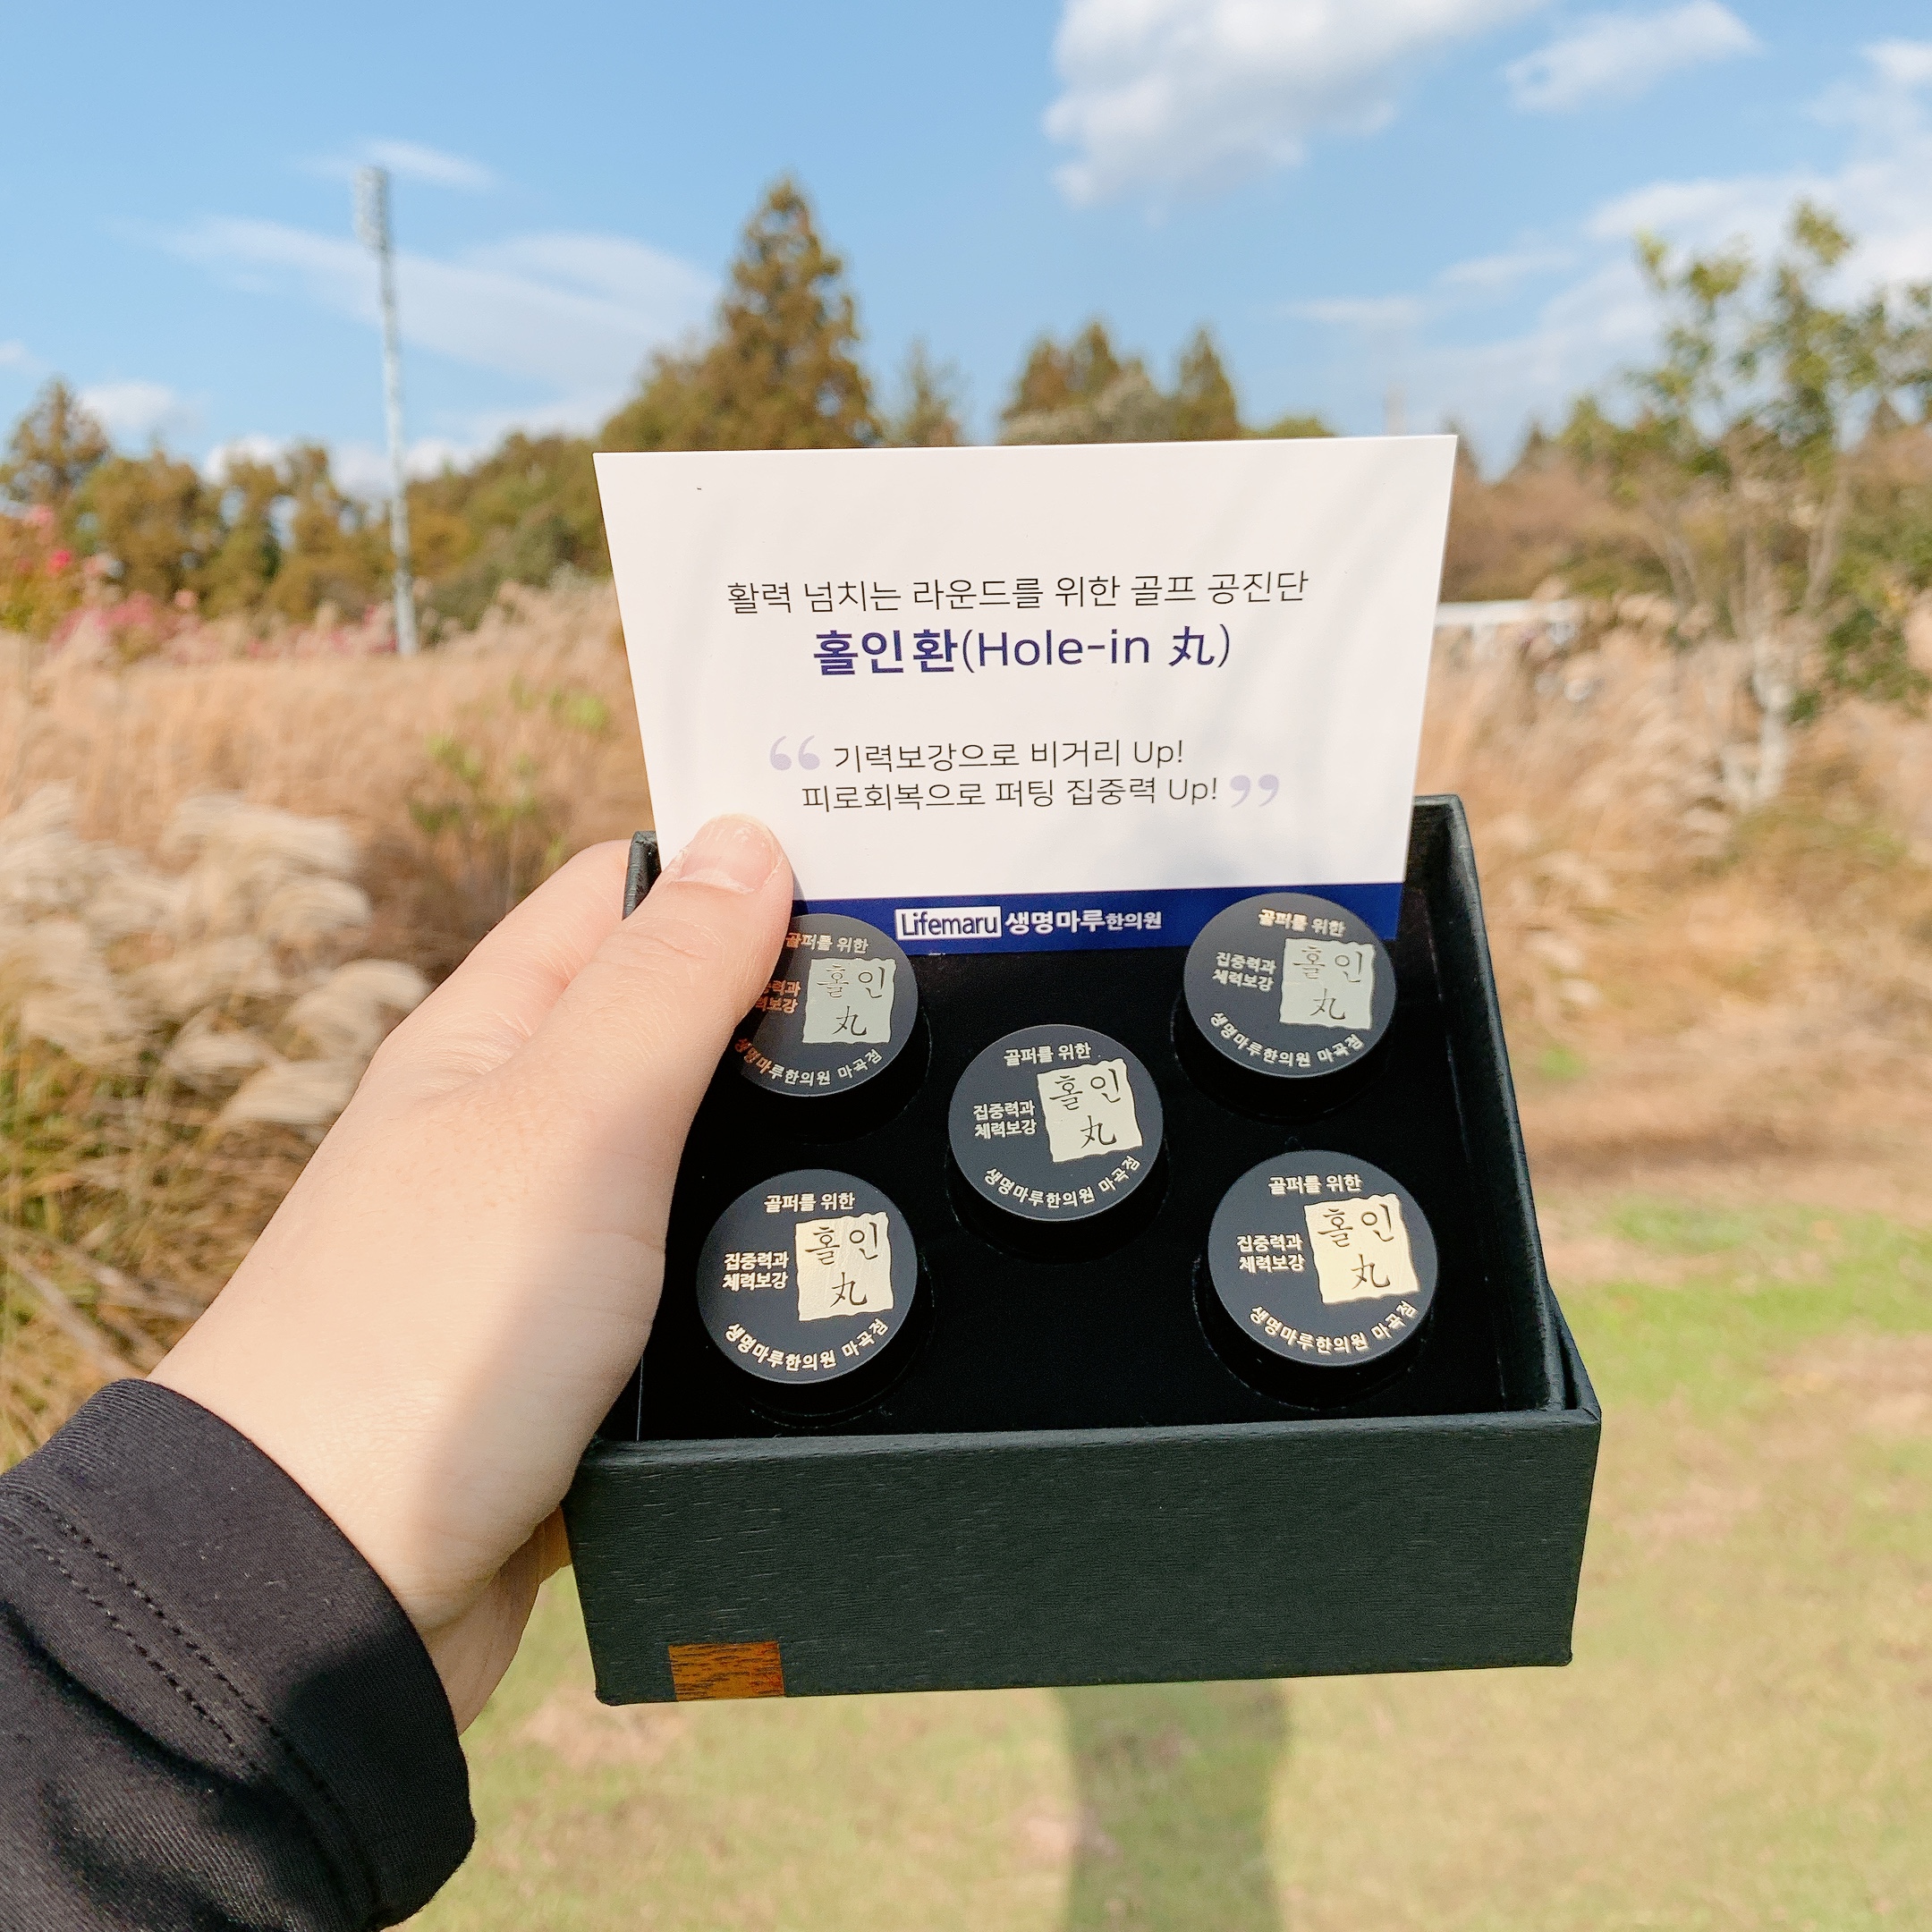 활력 넘치는 라운드를 위한 골프 공진단
홀인환(Hole-in 丸)
“ 기력보강으로 비거리 Up!
피로회복으로 퍼팅 집중력 Up! ”
Lifemaru 생명마루한의원
골퍼를 위한
홀인
丸
생명마루한의원 마곡점
골퍼를 위한
집중력과
체력보강
홀인
丸
생명마루한의원 마곡점
골퍼를 위한
집중력과
체력보강
홀인
丸
생명마루한의원 마곡점
골퍼를 위한
집중력과
체력보강
홀인
丸
생명마루한의원 마곡점
골퍼를 위한
집중력과
체력보강
홀인
丸
생명마루한의원 마곡점